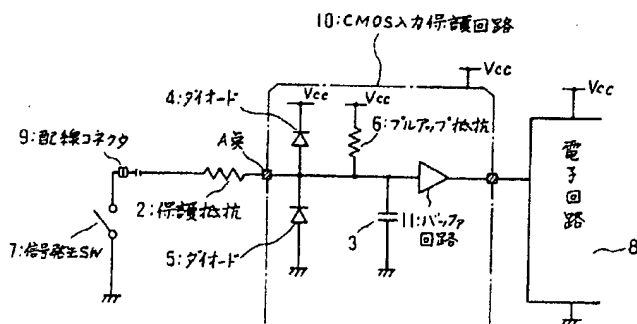 10:CMOS入力保護回路
Vcc
Vcc
Vcc
Vcc
4:ダイオード
6:プルアップ抵抗
9:配線コネクタ
A点
2:保護抵抗
7:信号発生SW
5:ダイオード
3
11:バッファ
回路
電子回路
8